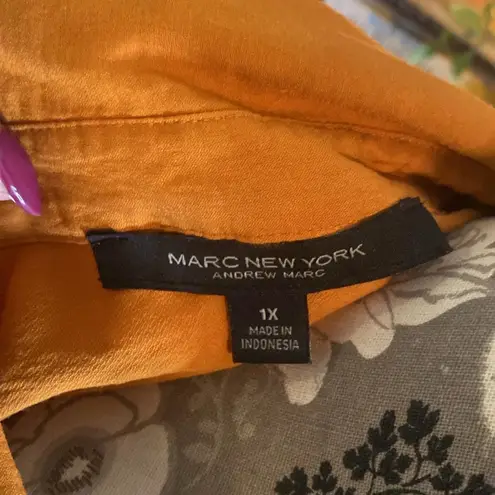 MARC NEW YORK
ANDREW MARC
1X
MADE IN
INDONESIA